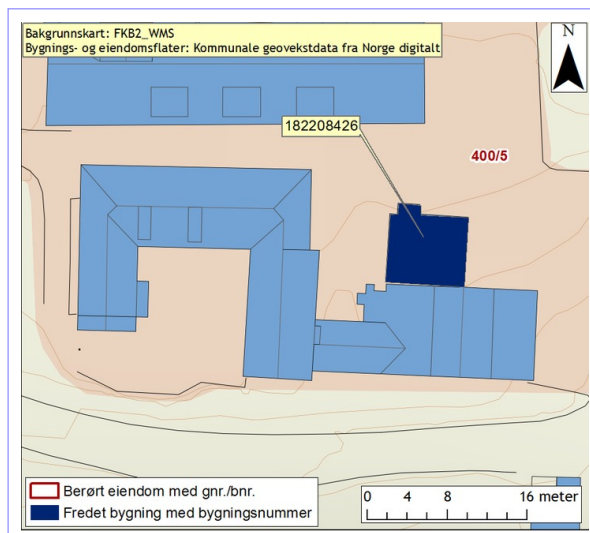 Bakgrunnskart: FKB2_WMS
Bygnings- og eiendomsflater: Kommunale geovekstdata fra Norge digitalt
N
182208426
400/5
Berørt eiendom med gnr./bnr.
Fredet bygning med bygningsnummer
0 4 8 16 meter